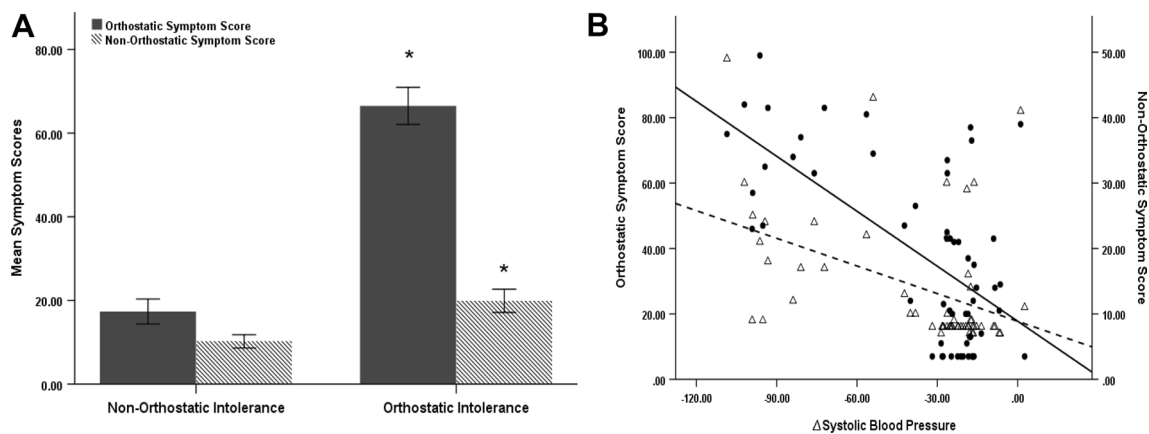 A
Orthostatic Symptom Score
Non-Orthostatic Symptom Score
Mean Symptom Scores
80.00
60.00
40.00
20.00
0.00
*
*
Non-Orthostatic Intolerance
Orthostatic Intolerance
B
Orthostatic Symptom Score
100.00
80.00
60.00
40.00
20.00
.00
50.00
40.00
30.00
20.00
10.00
.00
Non-Orthostatic Symptom Score
-120.00
-90.00
-60.00
-30.00
.00
ΔSystolic Blood Pressure